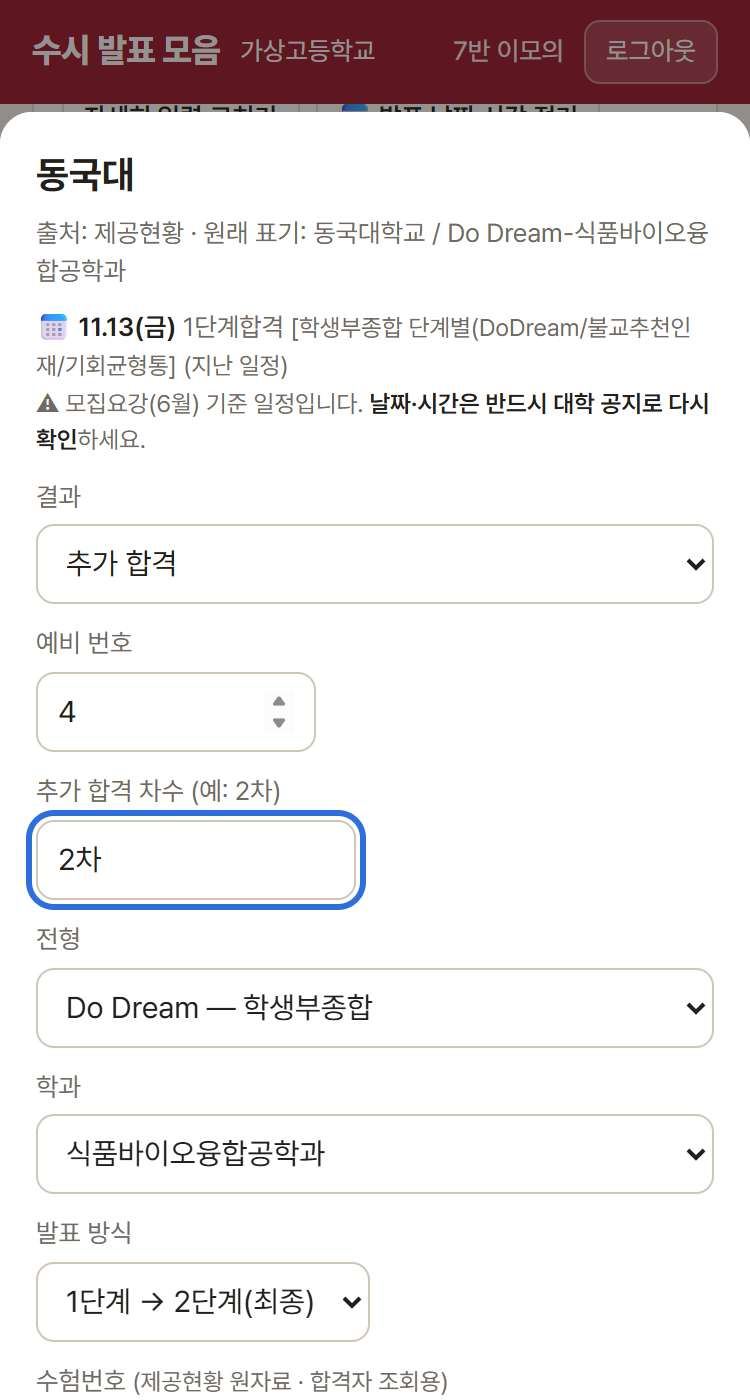 수시 발표 모음 가상고등학교 7반 이모의 로그아웃
동국대
출처: 제공현황 · 원래 표기: 동국대학교 / Do Dream-식품바이오융
합공학과
11.13(금) 1단계합격 [학생부종합 단계별(DoDream/불교추천인
재/기회균형통] (지난 일정)
⚠ 모집요강(6월) 기준 일정입니다. 날짜·시간은 반드시 대학 공지로 다시
확인하세요.
결과
추가 합격
예비 번호
4
추가 합격 차수 (예: 2차)
2차
전형
Do Dream — 학생부종합
학과
식품바이오융합공학과
발표 방식
1단계 → 2단계(최종)
수험번호 (제공현황 원자료 · 합격자 조회용)